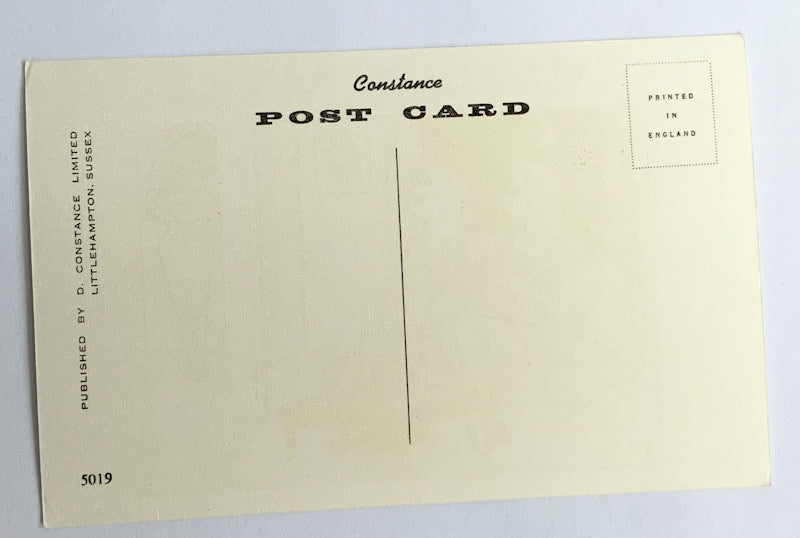 Constance
POST CARD
PRINTED
IN
ENGLAND
PUBLISHED BY D. CONSTANCE LIMITED
LITTLEHAMPTON, SUSSEX
5019